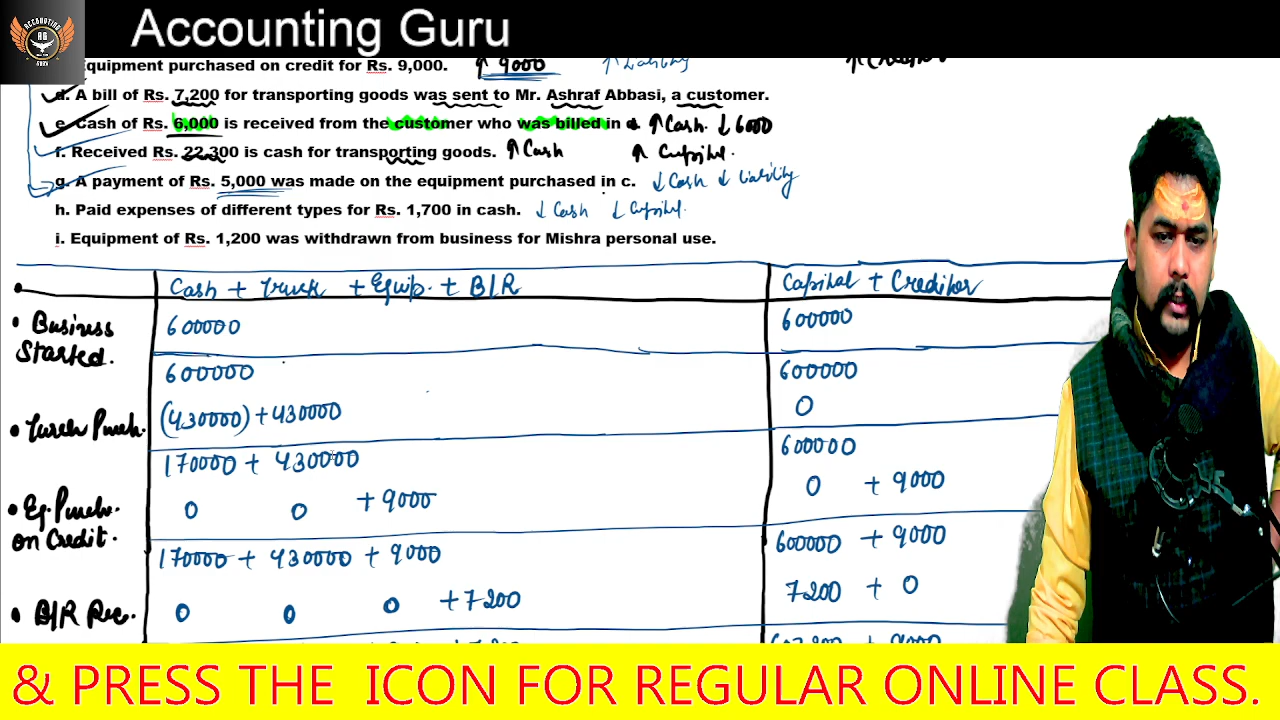 ACCOUNTING
AG
GURU
Accounting Guru
Equipment purchased on credit for Rs. 9,000. ↑ 9000 ↑ Liability
d. A bill of Rs. 7,200 for transporting goods was sent to Mr. Ashraf Abbasi, a customer.
e. Cash of Rs. 6,000 is received from the customer who was billed in d. ↑ Cash. ↓ 6000
f. Received Rs. 22,300 is cash for transporting goods. ↑ Cash ↑ Capital.
g. A payment of Rs. 5,000 was made on the equipment purchased in c. ↓ Cash ↓ Liability
h. Paid expenses of different types for Rs. 1,700 in cash. ↓ Cash ↓ Capital.
i. Equipment of Rs. 1,200 was withdrawn from business for Mishra personal use.
• Cash + Truck + Equip. + B/R Capital + Creditor
• Business Started. 600000 600000
600000 600000
• Truck Purch. (430000) + 430000 0
170000 + 430000 600000
• Eq. Purch. on Credit. 0 0 + 9000 0 + 9000
170000 + 430000 + 9000 600000 + 9000
• B/R Rec. 0 0 0 + 7200 7200 + 0
+ 7200 607200 + 9000
& PRESS THE ICON FOR REGULAR ONLINE CLASS.